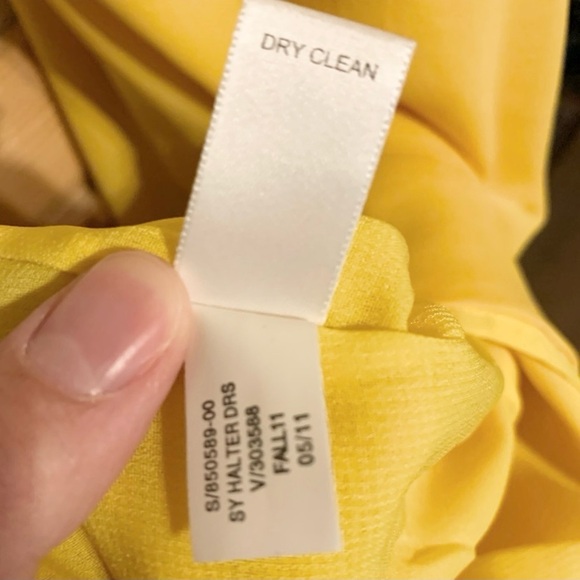 DRY CLEAN
S/850589-00
SY HALTER DRS
V/303588
FALL11
05/11